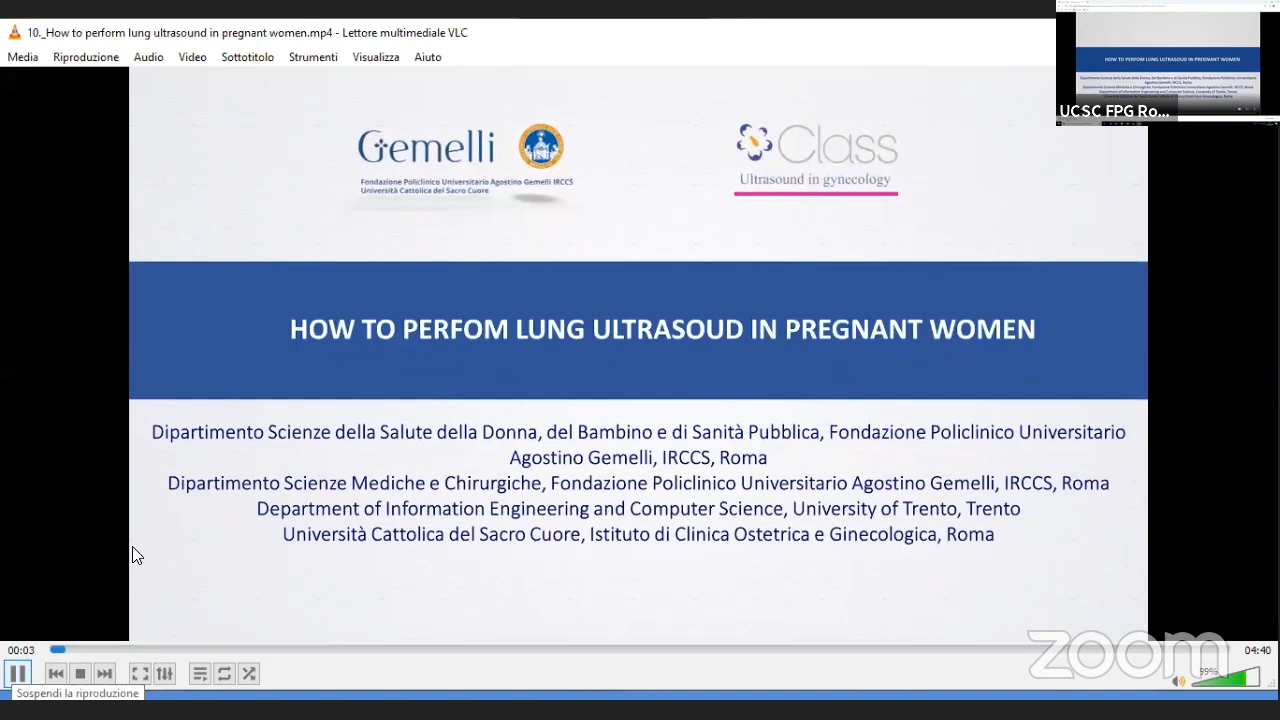 10._How to perform lung ultrasound in pregnant women.mp4 - Lettore multimediale VLC
Media Riproduzione Audio Video Sottotitolo Strumenti Visualizza Aiuto
HOW TO PERFOM LUNG ULTRASOUD IN PREGNANT WOMEN
UCSC FPG Ro...
Gemelli
Fondazione Policlinico Universitario Agostino Gemelli IRCCS
Università Cattolica del Sacro Cuore
Class
Ultrasound in gynecology
HOW TO PERFOM LUNG ULTRASOUD IN PREGNANT WOMEN
Dipartimento Scienze della Salute della Donna, del Bambino e di Sanità Pubblica, Fondazione Policlinico Universitario
Agostino Gemelli, IRCCS, Roma
Dipartimento Scienze Mediche e Chirurgiche, Fondazione Policlinico Universitario Agostino Gemelli, IRCCS, Roma
Department of Information Engineering and Computer Science, University of Trento, Trento
Università Cattolica del Sacro Cuore, Istituto di Clinica Ostetrica e Ginecologica, Roma
00:03
04:40
zoom
99%
Sospendi la riproduzione